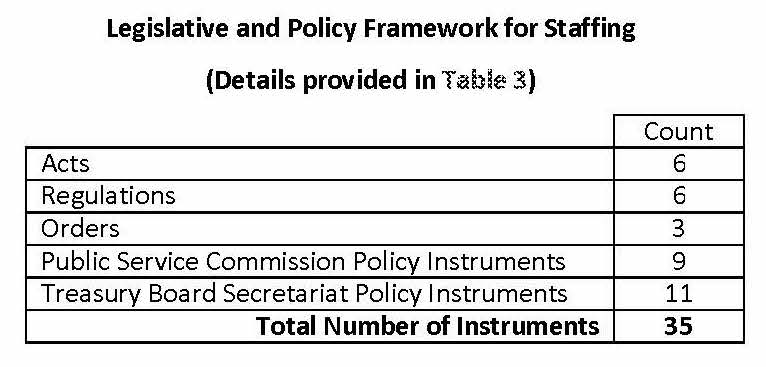 Legislative and Policy Framework for Staffing
(Details provided in Table 3)
Count
Acts 6
Regulations 6
Orders 3
Public Service Commission Policy Instruments 9
Treasury Board Secretariat Policy Instruments 11
Total Number of Instruments 35